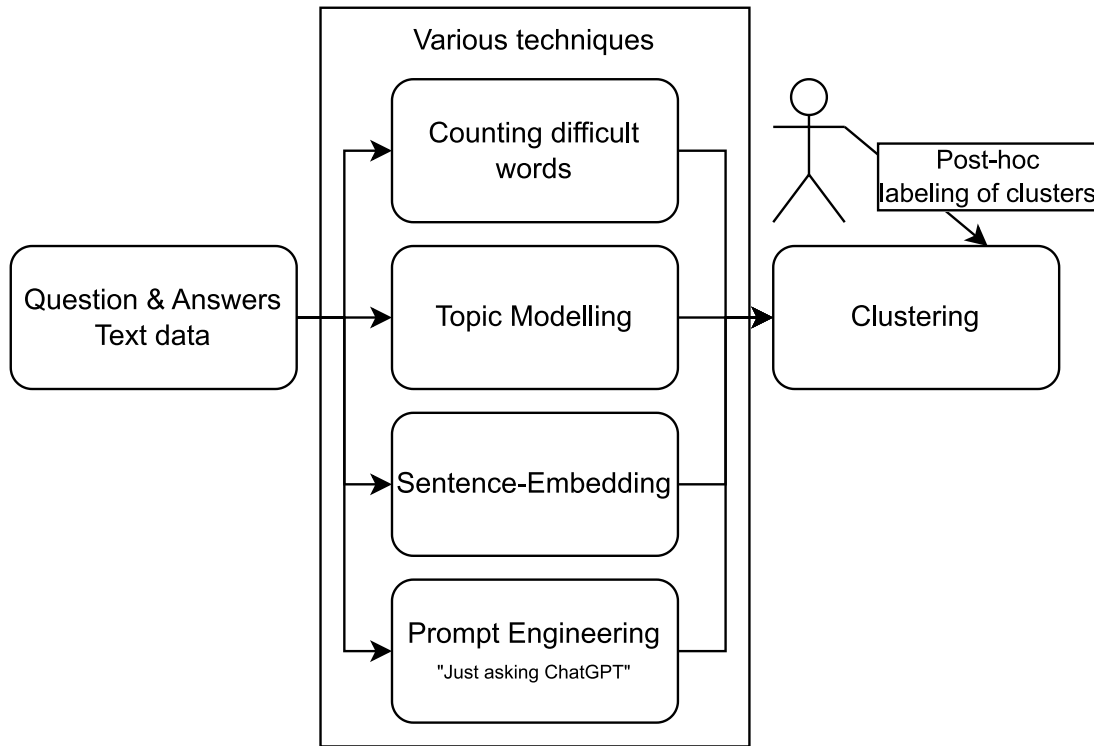 Various techniques
Counting difficult
words
Post-hoc
labeling of clusters
Question & Answers
Text data
Topic Modelling
Clustering
Sentence-Embedding
Prompt Engineering
"Just asking ChatGPT"